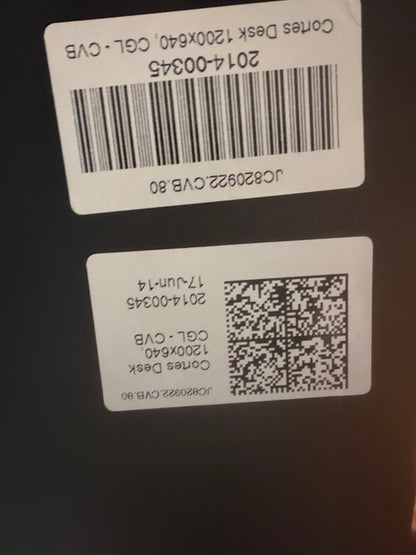 JC820922.CVB.80
Cortes Desk
1200x640,
CGL - CVB
2014-00345
17-Jun-14
JC820922.CVB.80
2014-00345
Cortes Desk 1200x640, CGL - CVB